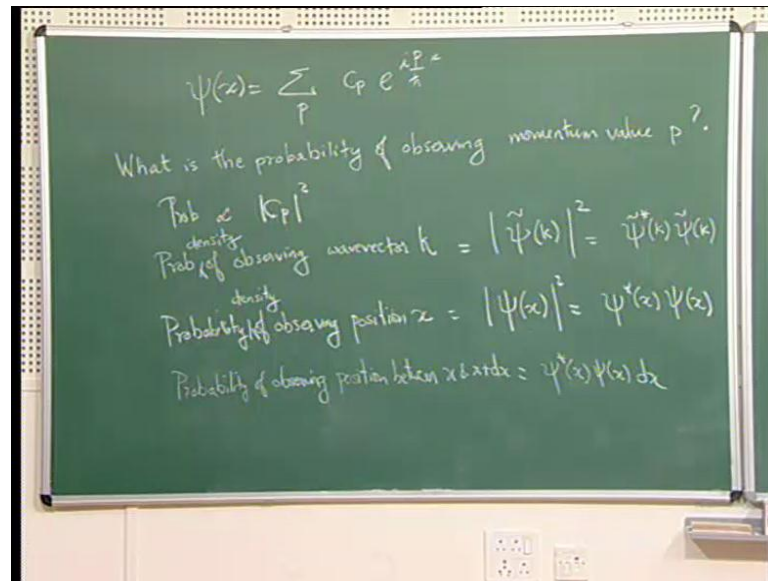 ψ(x) = Σ_p c_p e^{i p/ħ x}
What is the probability of observing momentum value p?.
Prob ∝ |c_p|²
Prob density of observing wavevector k = |ψ̃(k)|² = ψ̃*(k) ψ̃(k)
Probability density of observing position x = |ψ(x)|² = ψ*(x) ψ(x)
Probability of observing position between x & x+dx = ψ*(x) ψ(x) dx